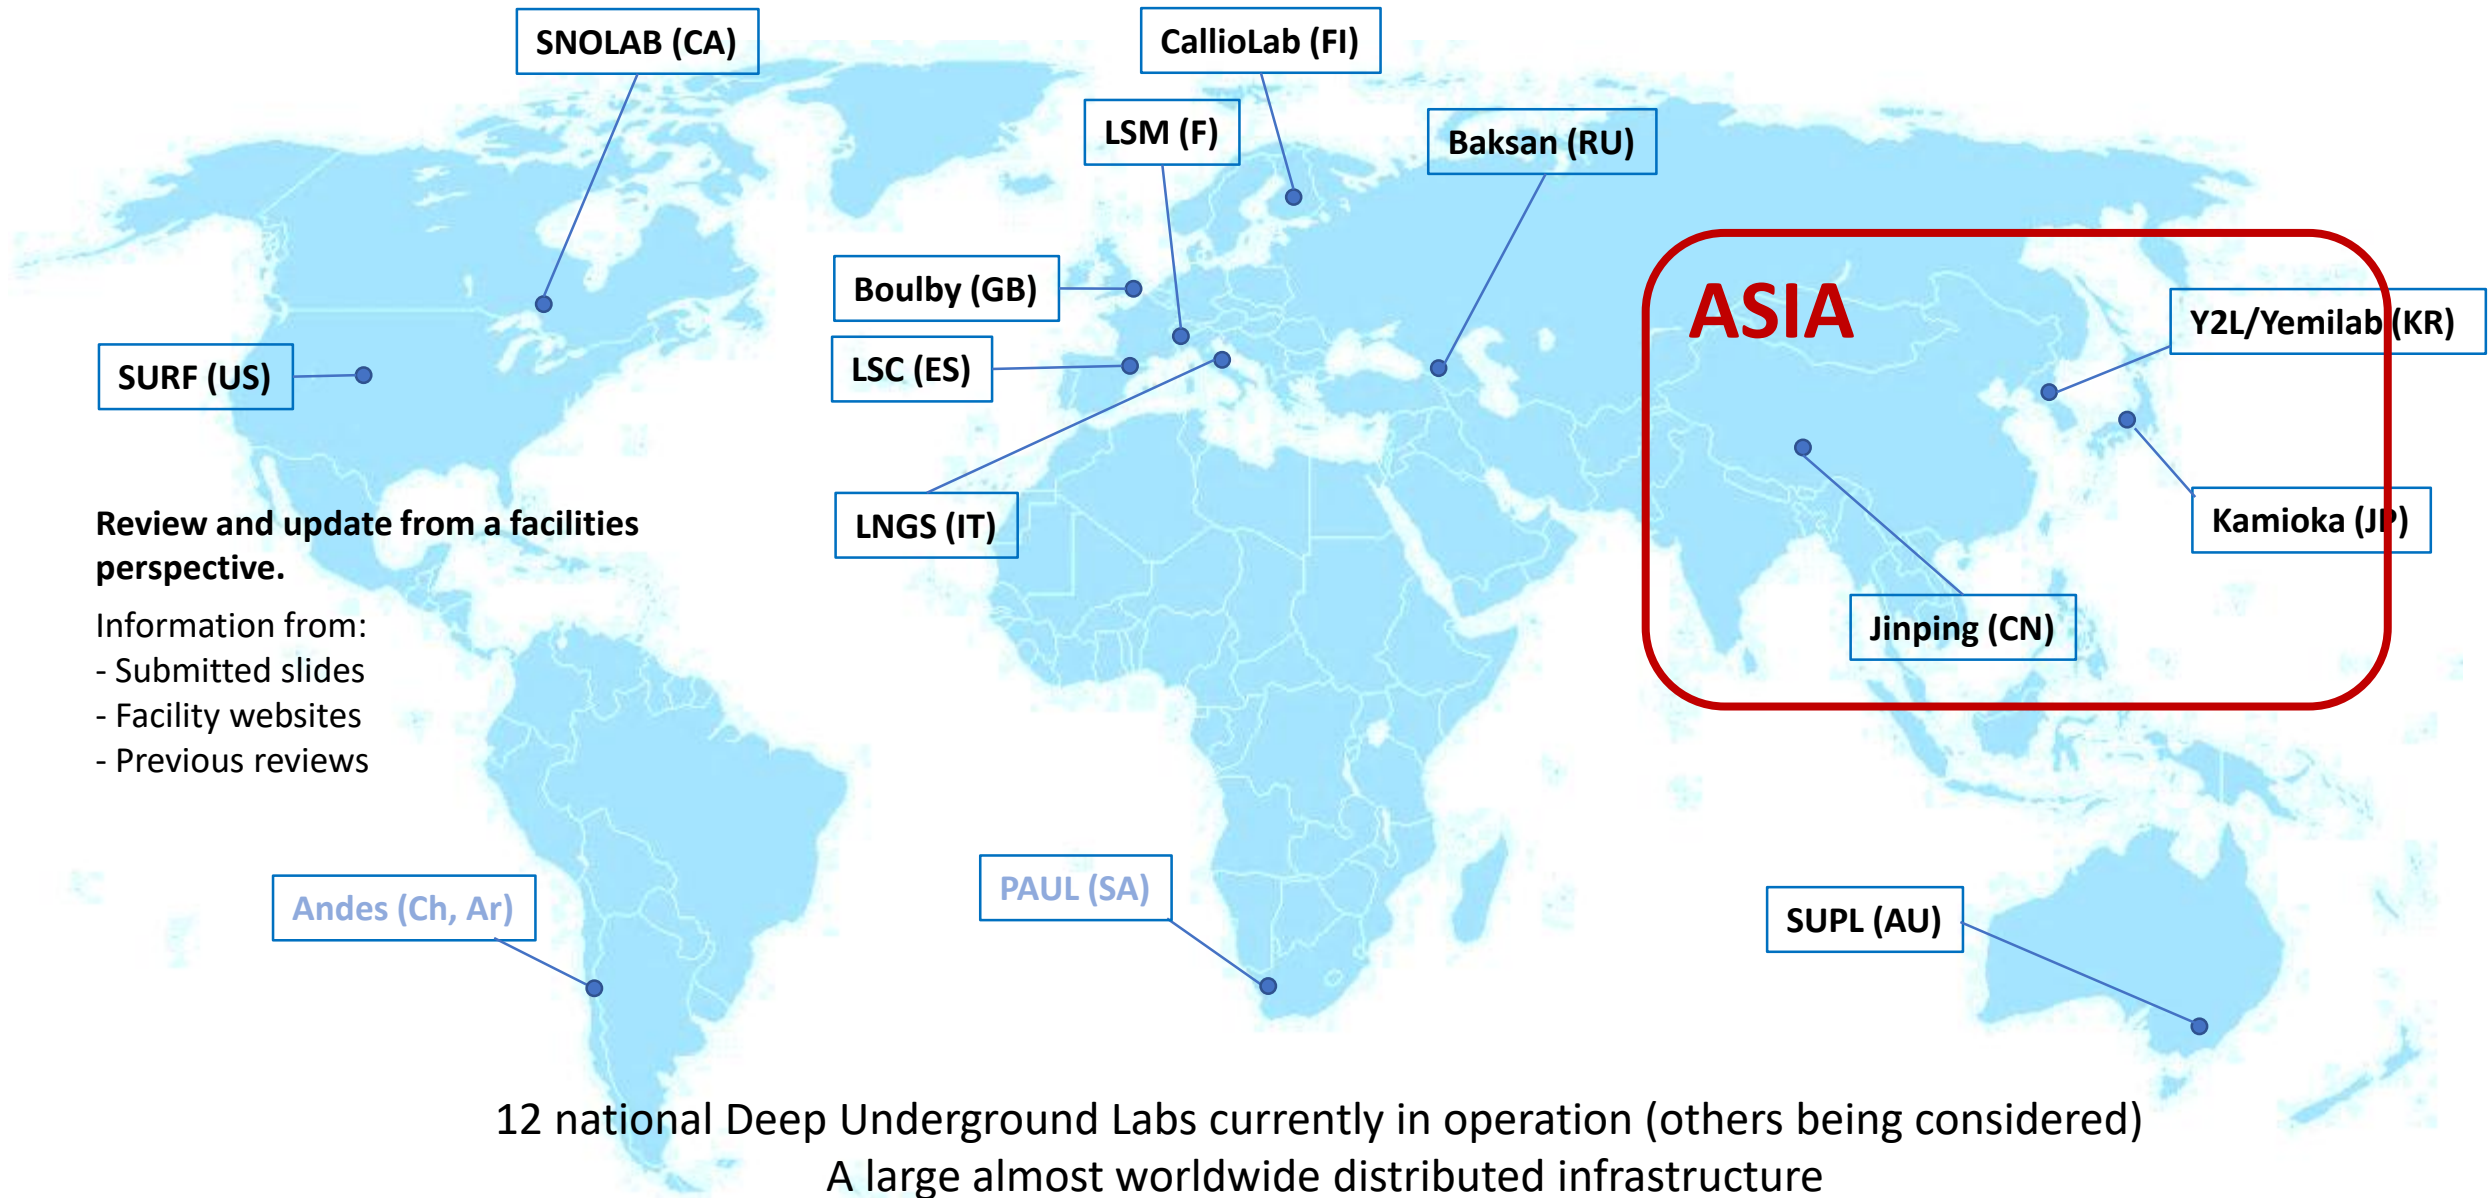 SNOLAB (CA)
CallioLab (FI)
LSM (F)
Baksan (RU)
Boulby (GB)
ASIA
Y2L/Yemilab (KR)
SURF (US)
LSC (ES)
LNGS (IT)
Kamioka (JP)
Review and update from a facilities
perspective.
Information from:
- Submitted slides
- Facility websites
- Previous reviews
Jinping (CN)
Andes (Ch, Ar)
PAUL (SA)
SUPL (AU)
12 national Deep Underground Labs currently in operation (others being considered)
A large almost worldwide distributed infrastructure